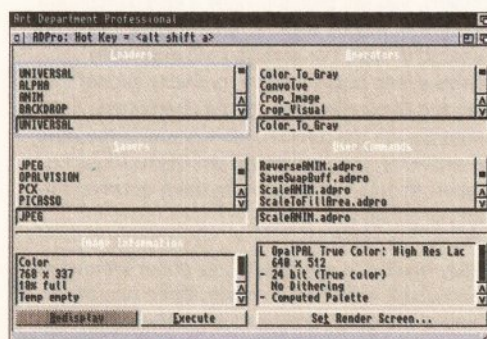 Art Department Professional
ADPro: Hot Key = <alt shift a>
Loaders
Operators
UNIVERSAL
ALPHA
ANIM
BACKDROP
UNIVERSAL
Color_To_Gray
Convolve
Crop_Image
Crop_Visual
Color_To_Gray
Savers
User Commands
JPEG
OPALVISION
PCX
PICASSO
JPEG
ReverseANIM.adpro
SaveSwapBuff.adpro
ScaleANIM.adpro
ScaleToFillArea.adpro
ScaleANIM.adpro
Image Information
Color
768 x 337
18% full
Temp empty
L OpalPAL True Color: High Res Lac
640 x 512
- 24 bit (True color)
No Dithering
- Computed Palette
Redisplay
Execute
Set Render Screen...